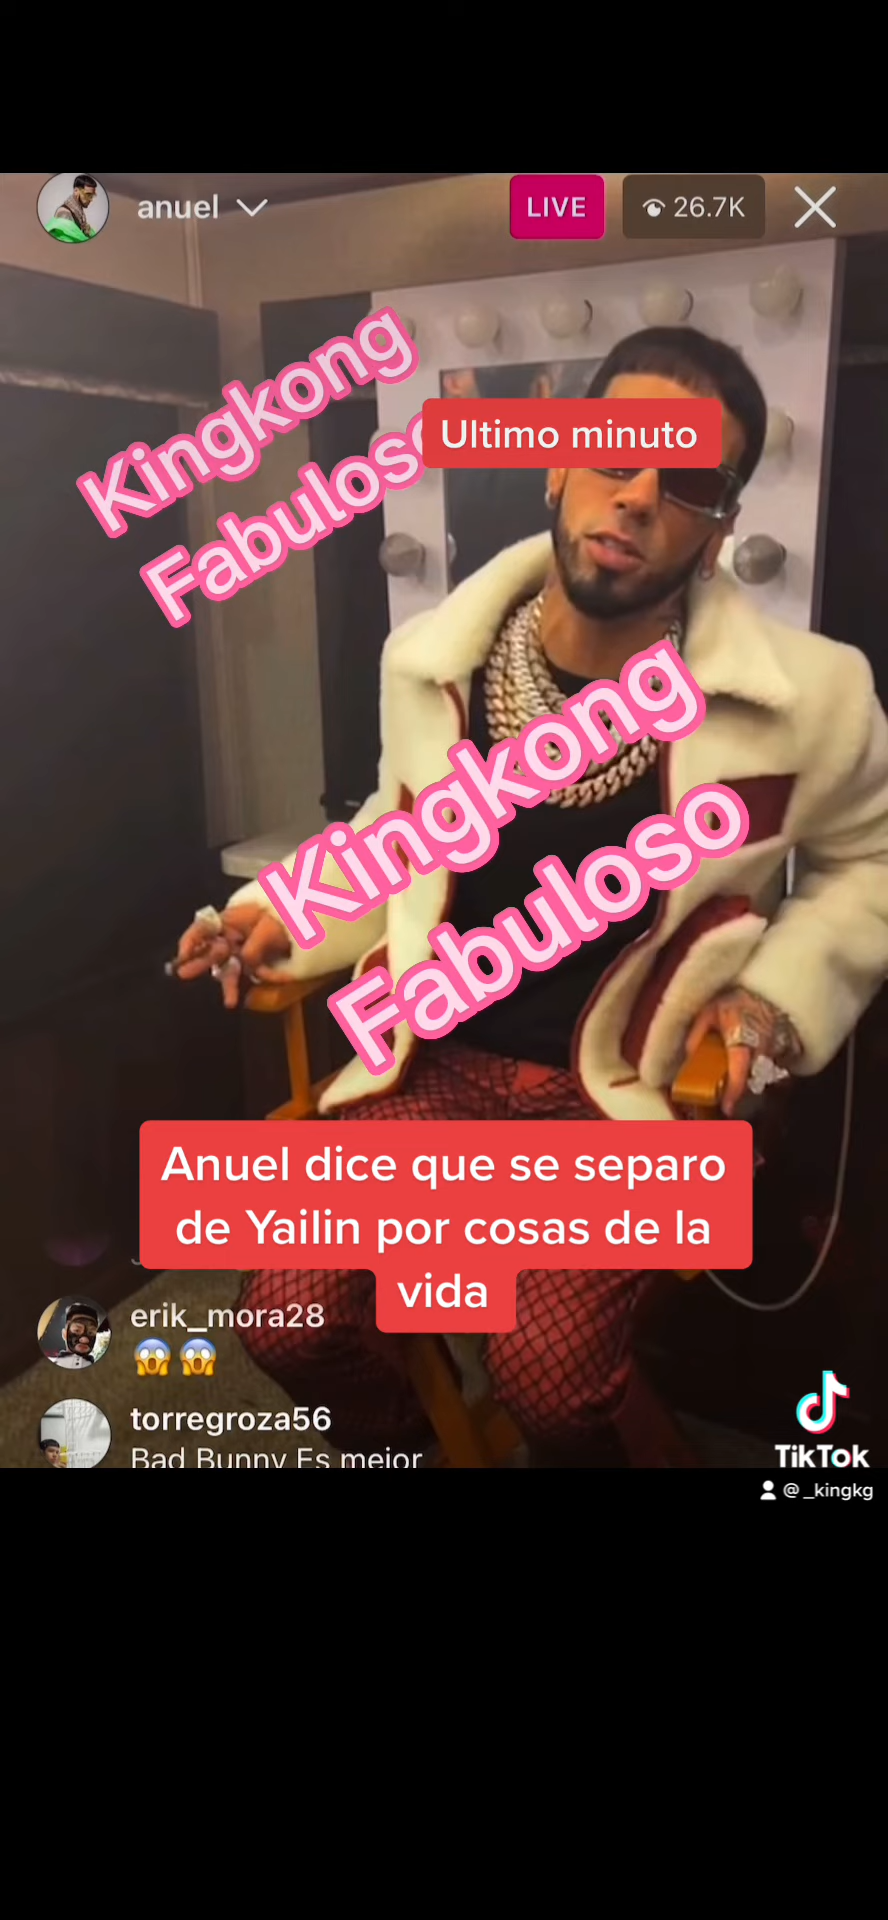 anuel
LIVE
26.7K
Kingkong
Fabuloso
Ultimo minuto
Kingkong
Fabuloso
Anuel dice que se separo
de Yailin por cosas de la
vida
erik_mora28
😱😱
torregroza56
Bad Bunny Es mejor
TikTok
@ _kingkg